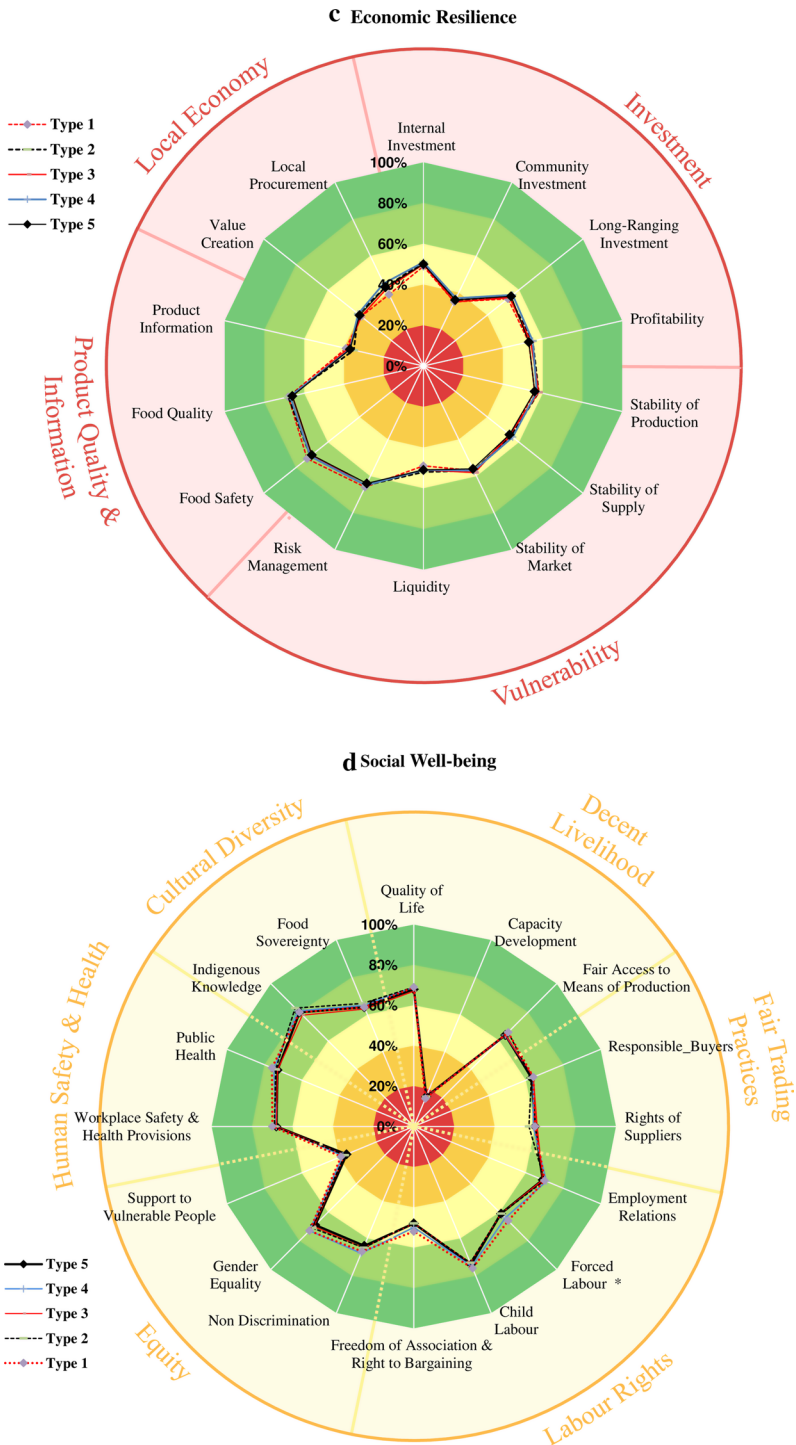 c Economic Resilience
Local Economy
Investment
Type 1
Type 2
Type 3
Type 4
Type 5
Internal
Investment
100%
80%
60%
40%
20%
0%
Local
Procurement
Community
Investment
Value
Creation
Long-Ranging
Investment
Product
Information
Profitability
Product Quality &
Information
Food Quality
Stability of
Production
Food Safety
Stability of
Supply
Risk
Management
Stability of
Market
Liquidity
Vulnerability
d Social Well-being
Cultural Diversity
Decent
Livelihood
Quality of
Life
100%
80%
60%
40%
20%
0%
Food
Sovereignty
Capacity
Development
Indigenous
Knowledge
Fair Access to
Means of Production
Human Safety & Health
Public
Health
Responsible_Buyers
Fair Trading
Practices
Workplace Safety &
Health Provisions
Rights of
Suppliers
Support to
Vulnerable People
Employment
Relations
Type 5
Type 4
Type 3
Type 2
Type 1
Gender
Equality
Forced
Labour *
Non Discrimination
Child
Labour
Freedom of Association &
Right to Bargaining
Equity
Labour Rights